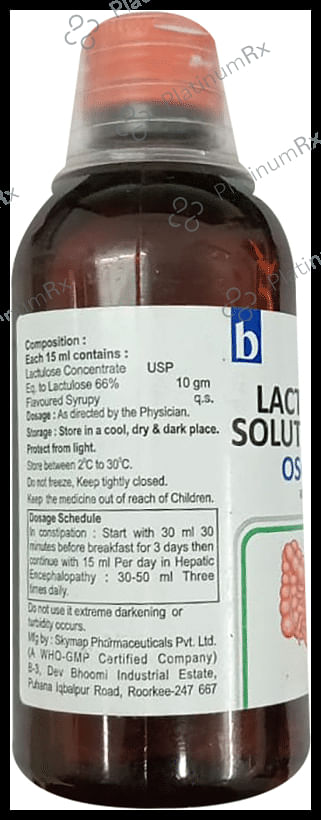 PlatinumRx
PlatinumRx
PlatinumRx
Composition :
Each 15 ml contains :
Lactulose Concentrate USP
Eq. to Lactulose 66% 10 gm
Flavoured Syrupy q.s.
Dosage : As directed by the Physician.
Storage : Store in a cool, dry & dark place.
Protect from light.
Store between 2°C to 30°C.
Do not freeze, Keep tightly closed.
Keep the medicine out of reach of Children.
Dosage Schedule
In constipation : Start with 30 ml 30
minutes before breakfast for 3 days then
continue with 15 ml Per day in Hepatic
Encephalopathy : 30-50 ml Three
times daily.
Do not use it extreme darkening or
turbidity occurs.
Mfg by : Skymap Pharmaceuticals Pvt. Ltd.
(A WHO-GMP Certified Company)
B-3, Dev Bhoomi Industrial Estate,
Puhana Iqbalpur Road, Roorkee-247 667
b
LACT
SOLUT
OS